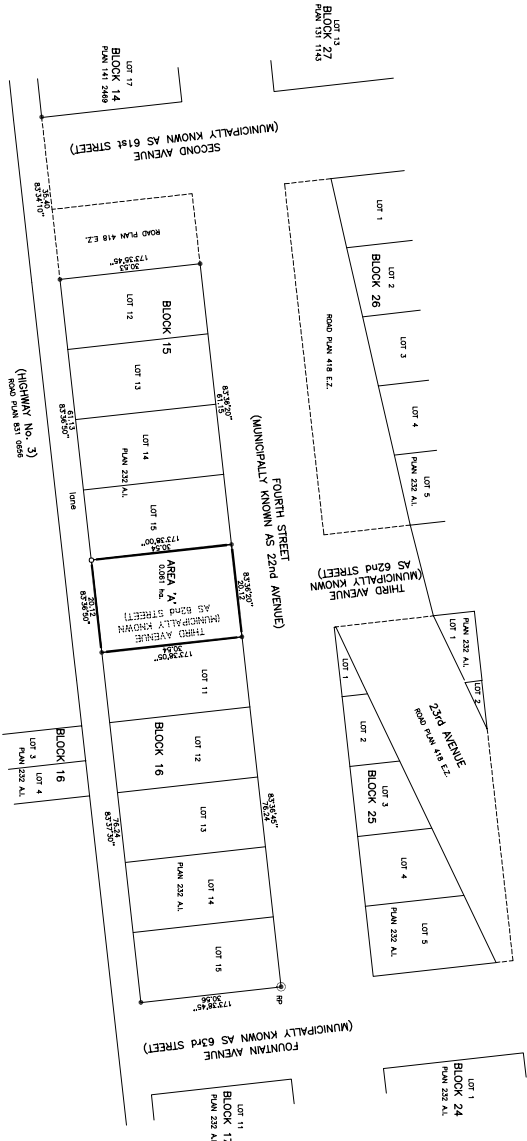 LOT 13
BLOCK 27
PLAN 131 1143
LOT 17
BLOCK 14
PLAN 141 2469
SECOND AVENUE
(MUNICIPALLY KNOWN AS 61st STREET)
35.40
83°34'10"
ROAD PLAN 418 E.Z.
30.53
173°35'45"
LOT 12
BLOCK 15
LOT 13
LOT 14
PLAN 232 A.I.
LOT 15
83°36'20"
61.15
61.13
83°36'50"
lane
(HIGHWAY No. 3)
ROAD PLAN 831 0656
LOT 1
LOT 2
BLOCK 26
LOT 3
LOT 4
LOT 5
PLAN 232 A.I.
ROAD PLAN 418 E.Z.
FOURTH STREET
(MUNICIPALLY KNOWN AS 22nd AVENUE)
THIRD AVENUE
(MUNICIPALLY KNOWN
AS 62nd STREET)
30.54
173°38'00"
AREA 'A'
0.061 ha.
THIRD AVENUE
(MUNICIPALLY KNOWN
AS 62nd STREET)
83°36'20"
20.12
20.12
83°36'50"
30.54
173°38'05"
PLAN 232 A.I.
LOT 1
LOT 2
23rd AVENUE
ROAD PLAN 418 E.Z.
LOT 1
LOT 2
LOT 3
BLOCK 25
LOT 4
LOT 5
PLAN 232 A.I.
LOT 11
LOT 12
BLOCK 16
LOT 13
LOT 14
PLAN 232 A.I.
LOT 15
83°36'45"
76.24
76.24
83°37'30"
BLOCK 16
LOT 3
LOT 4
PLAN 232 A.I.
RP
30.56
173°38'45"
FOUNTAIN AVENUE
(MUNICIPALLY KNOWN AS 63rd STREET)
LOT 1
BLOCK 24
PLAN 232 A.I.
LOT 11
BLOCK 17
PLAN 232 A.I.